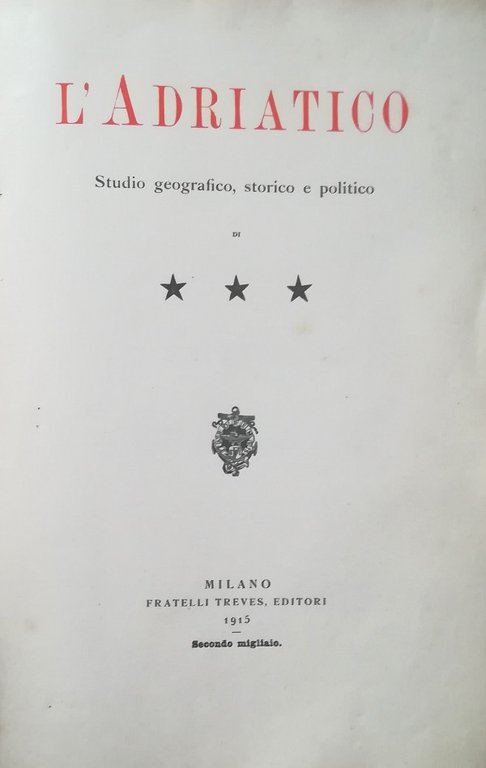 L'ADRIATICO
Studio geografico, storico e politico
DI
★ ★ ★
MILANO
FRATELLI TREVES, EDITORI
1915
—
Secondo migliaio.